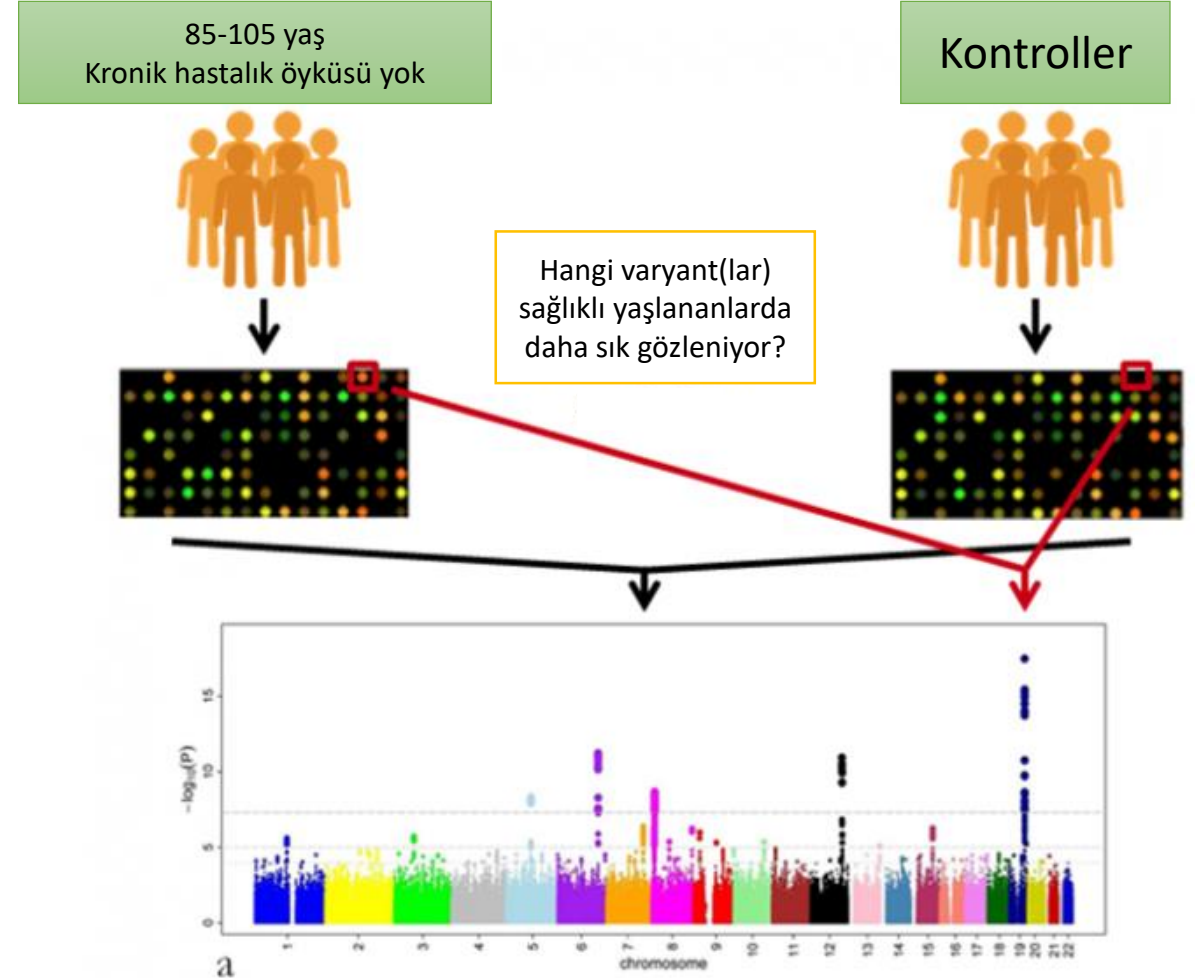 85-105 yaş
Kronik hastalık öyküsü yok
Kontroller
Hangi varyant(lar)
sağlıklı yaşlananlarda
daha sık gözleniyor?
−log₁₀(P)
15
10
5
0
1 2 3 4 5 6 7 8 9 10 11 12 13 14 15 16 17 18 19 20 21 22
chromosome
a